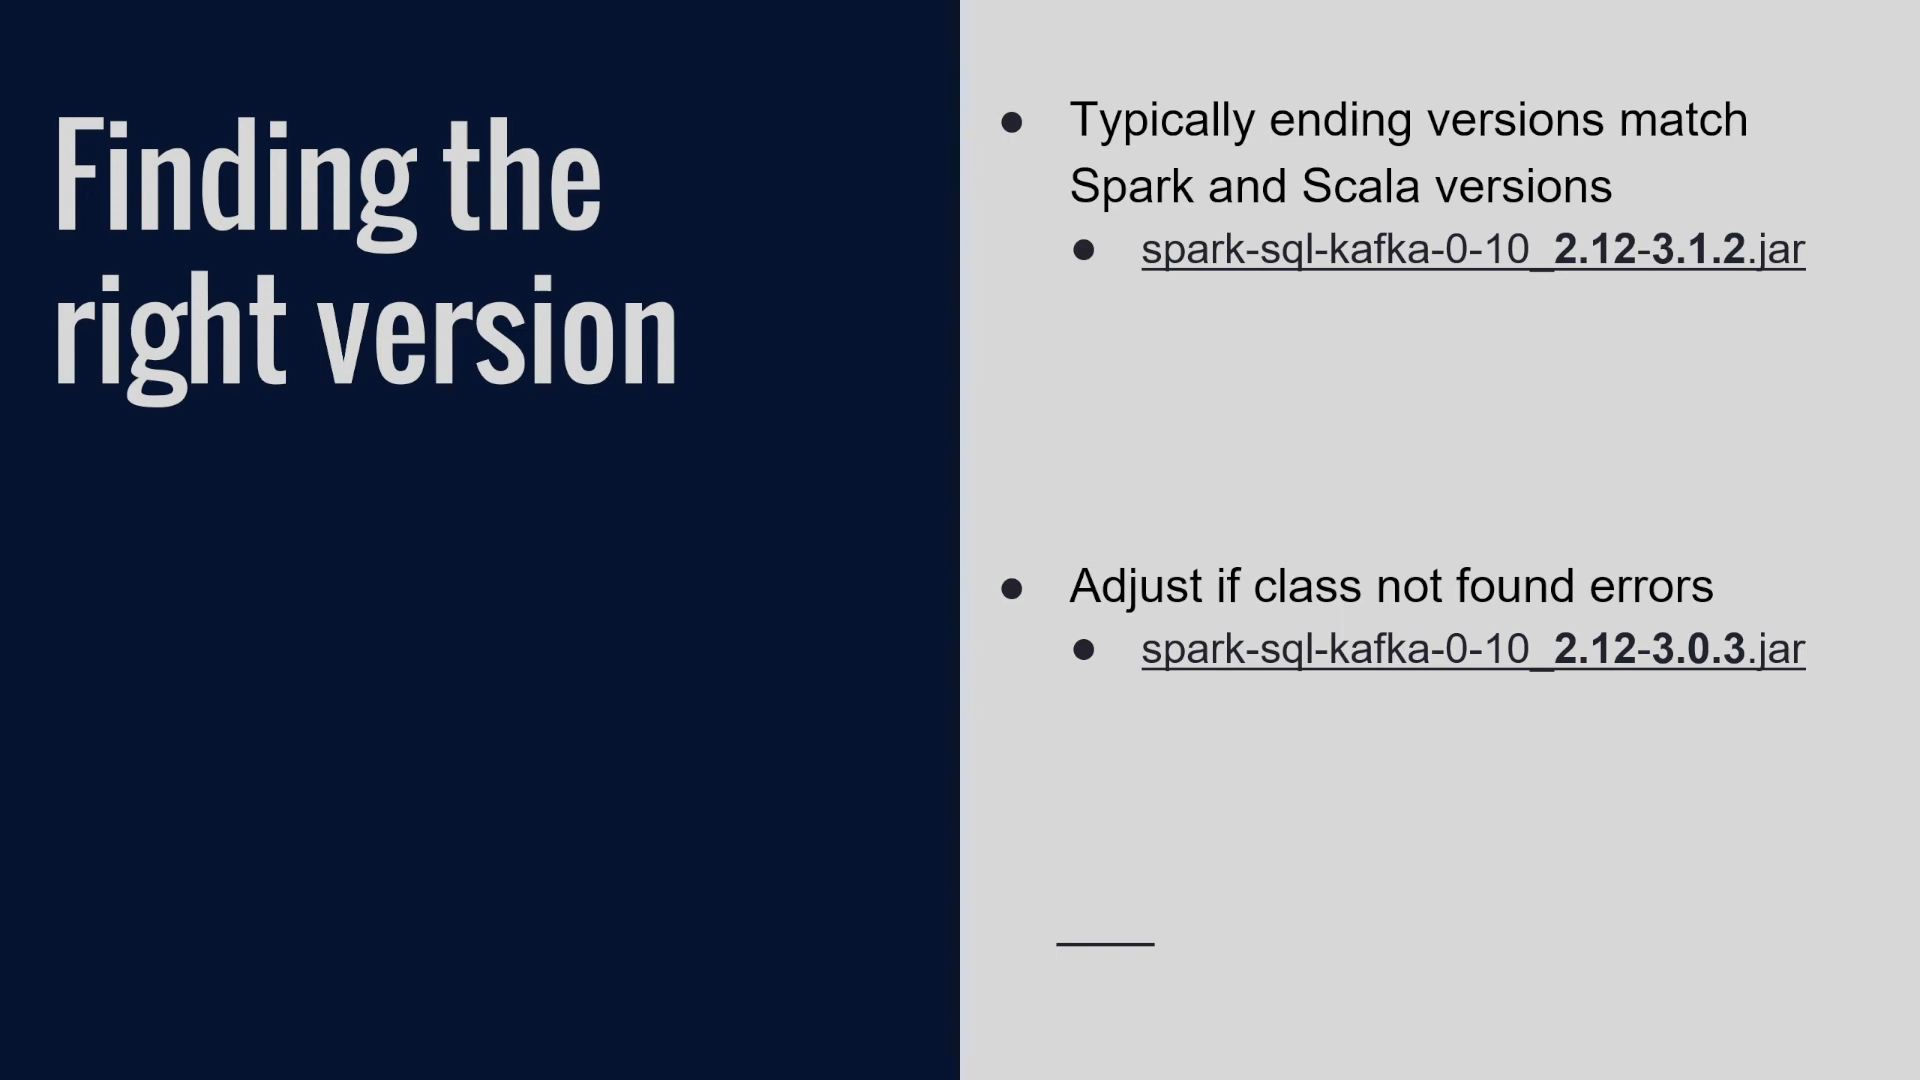 Finding the
right version
● Typically ending versions match
Spark and Scala versions
● spark-sql-kafka-0-10_2.12-3.1.2.jar
● Adjust if class not found errors
● spark-sql-kafka-0-10_2.12-3.0.3.jar